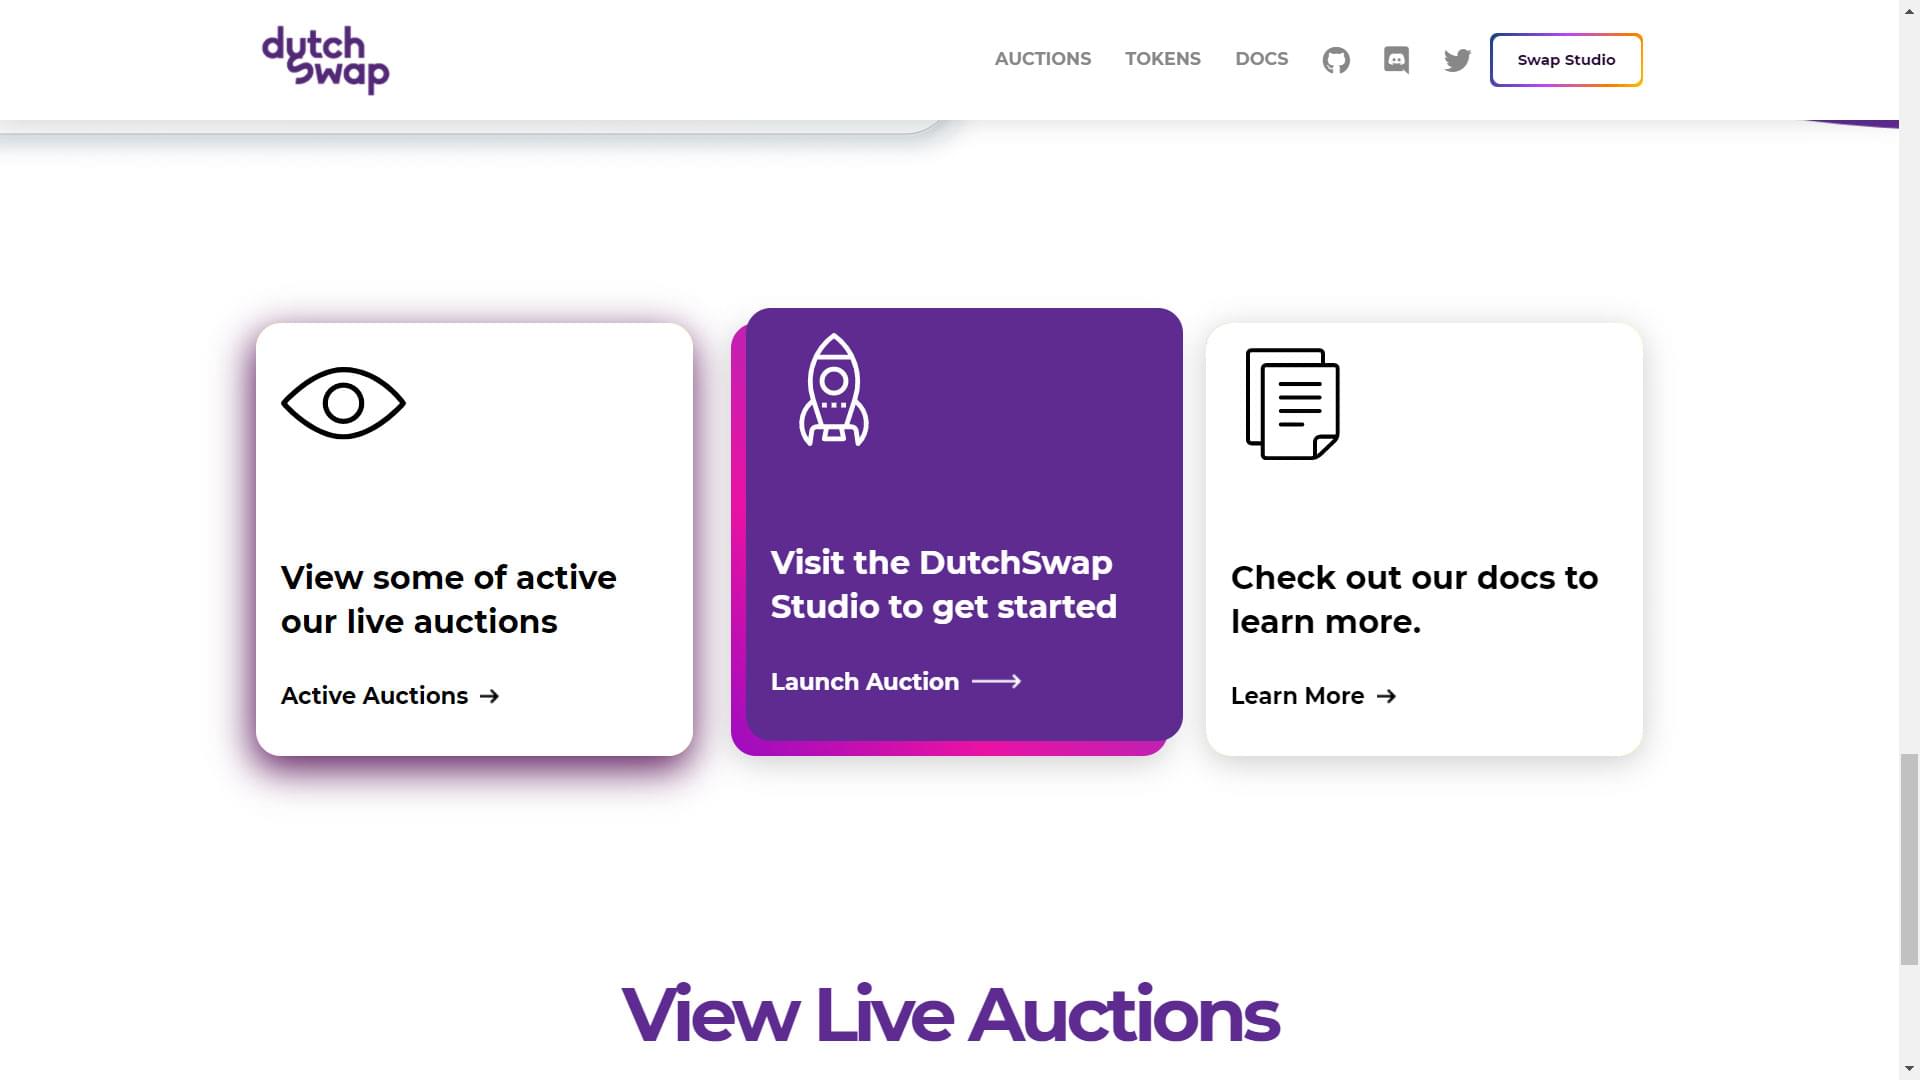 dutch
swap
AUCTIONS TOKENS DOCS Swap Studio
View some of active
our live auctions
Active Auctions
Visit the DutchSwap
Studio to get started
Launch Auction
Check out our docs to
learn more.
Learn More
View Live Auctions